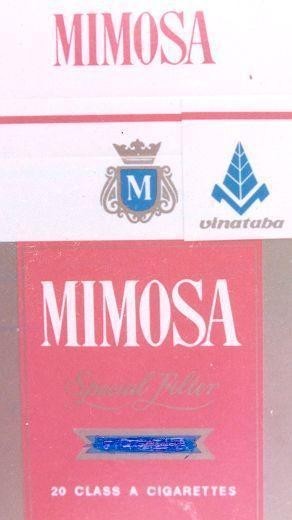 MIMOSA
M
vinataba
MIMOSA
Special Filter
20 CLASS A CIGARETTES